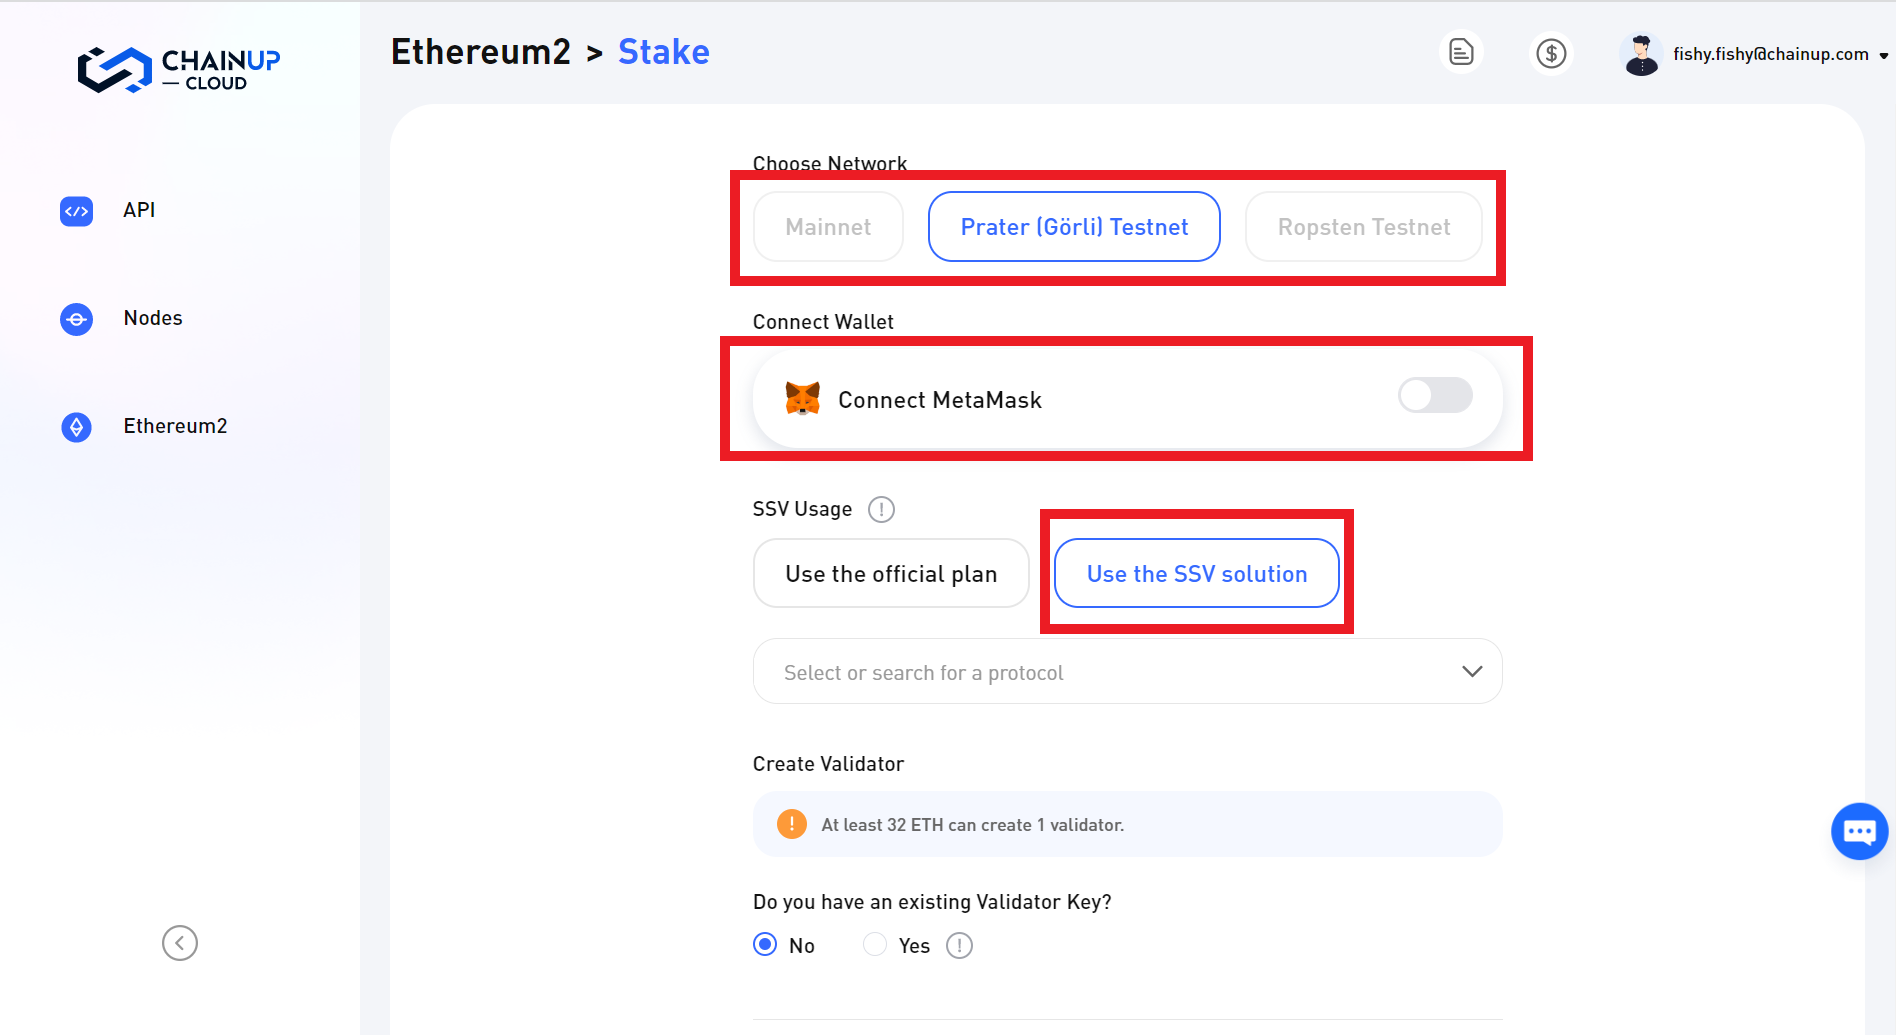 CHAINUP
CLOUD
Ethereum2 > Stake
fishy.fishy@chainup.com
API
Nodes
Ethereum2
Choose Network
Mainnet
Prater (Görli) Testnet
Ropsten Testnet
Connect Wallet
Connect MetaMask
SSV Usage
Use the official plan
Use the SSV solution
Select or search for a protocol
Create Validator
At least 32 ETH can create 1 validator.
Do you have an existing Validator Key?
No
Yes